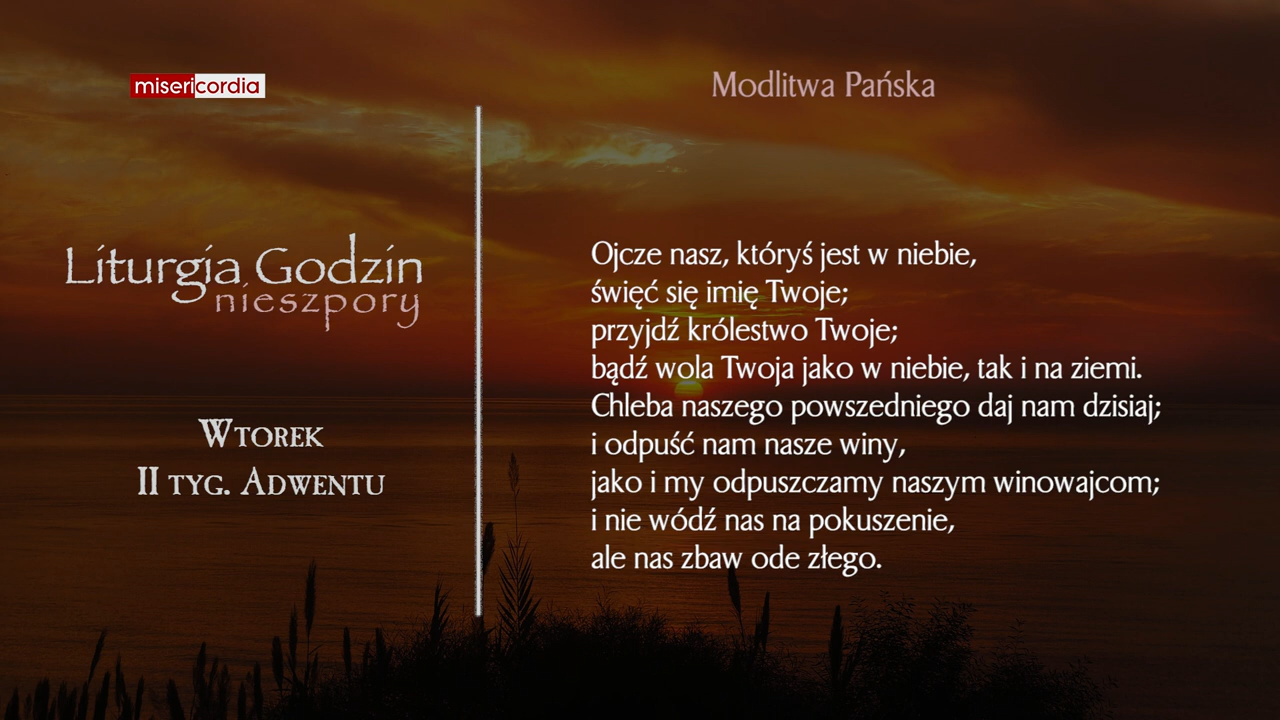 misericordia
Liturgia Godzin
nieszpory
Wtorek
II tyg. Adwentu
Modlitwa Pańska
Ojcze nasz, któryś jest w niebie,
święć się imię Twoje;
przyjdź królestwo Twoje;
bądź wola Twoja jako w niebie, tak i na ziemi.
Chleba naszego powszedniego daj nam dzisiaj;
i odpuść nam nasze winy,
jako i my odpuszczamy naszym winowajcom;
i nie wódź nas na pokuszenie,
ale nas zbaw ode złego.